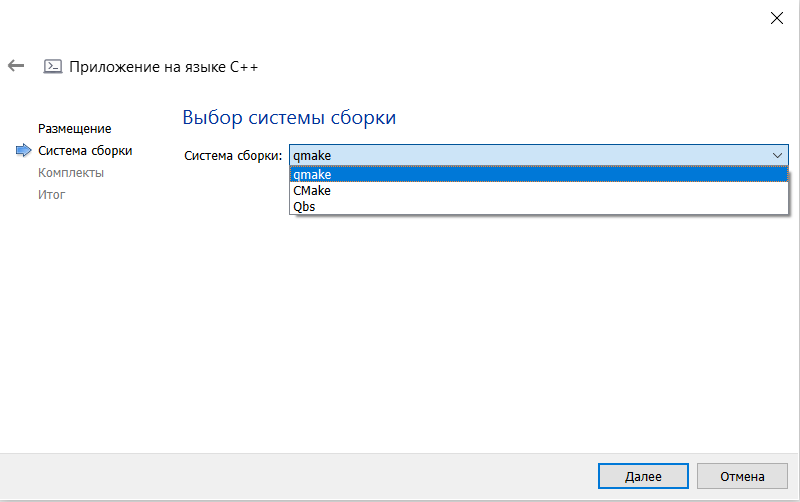 Приложение на языке C++
Размещение
Система сборки
Комплекты
Итог
Выбор системы сборки
Система сборки: qmake
qmake
CMake
Qbs
Далее
Отмена